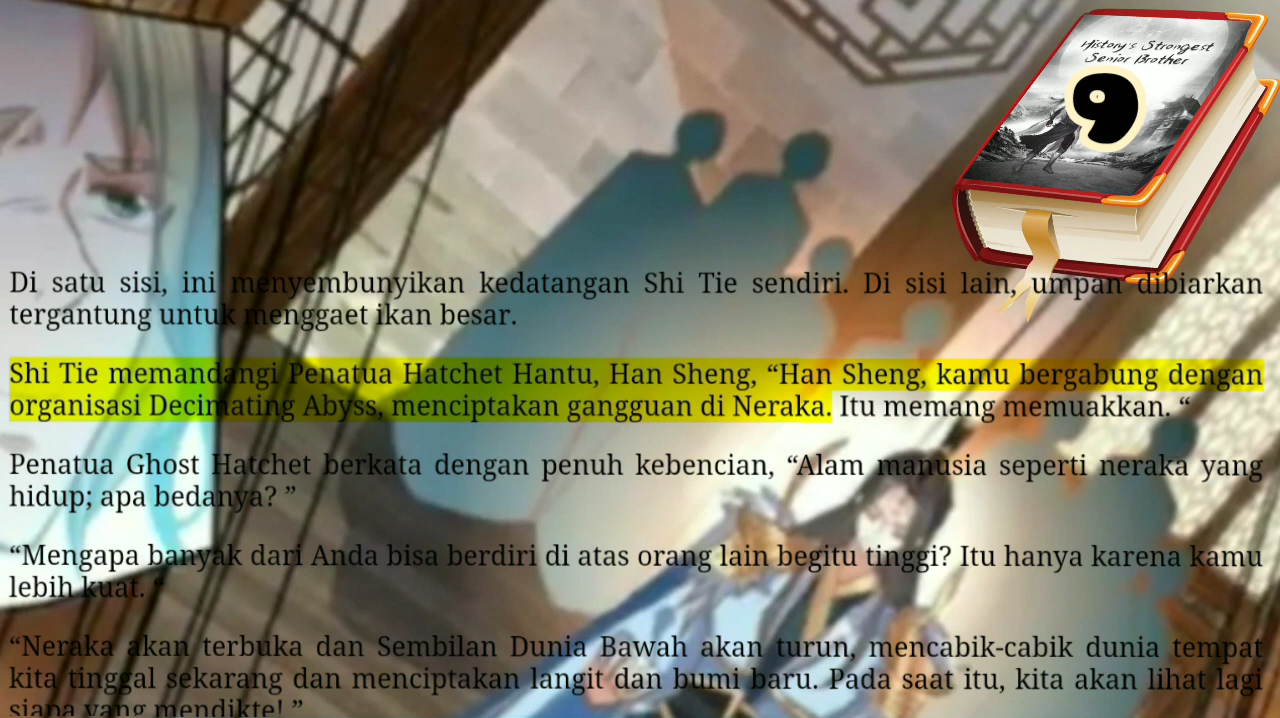 History's Strongest
Senior Brother
9
Di satu sisi, ini menyembunyikan kedatangan Shi Tie sendiri. Di sisi lain, umpan dibiarkan
tergantung untuk menggaet ikan besar.
Shi Tie memandangi Penatua Hatchet Hantu, Han Sheng, “Han Sheng, kamu bergabung dengan
organisasi Decimating Abyss, menciptakan gangguan di Neraka. Itu memang memuakkan. “
Penatua Ghost Hatchet berkata dengan penuh kebencian, “Alam manusia seperti neraka yang
hidup; apa bedanya? ”
“Mengapa banyak dari Anda bisa berdiri di atas orang lain begitu tinggi? Itu hanya karena kamu
lebih kuat. “
“Neraka akan terbuka dan Sembilan Dunia Bawah akan turun, mencabik-cabik dunia tempat
kita tinggal sekarang dan menciptakan langit dan bumi baru. Pada saat itu, kita akan lihat lagi
siapa yang mendikte! ”